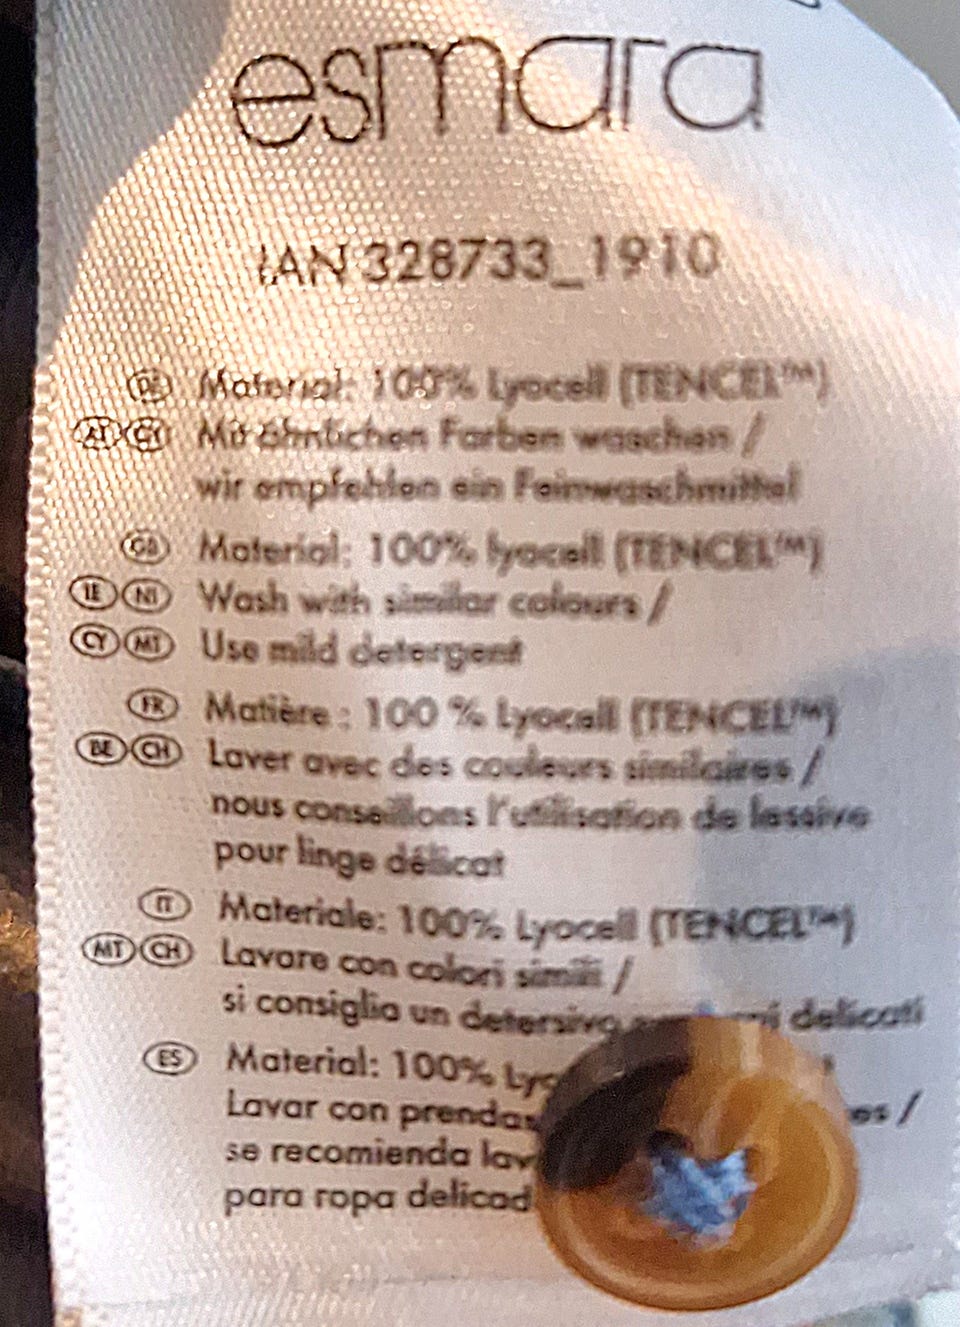 esmara
IAN 328733_1910
DE Material: 100% Lyocell (TENCEL™)
AT CH Mit ähnlichen Farben waschen /
wir empfehlen ein Feinwaschmittel
GB Material: 100% lyocell (TENCEL™)
IE NI Wash with similar colours /
CY MT Use mild detergent
FR Matière : 100 % Lyocell (TENCEL™)
BE CH Laver avec des couleurs similaires /
nous conseillons l'utilisation de lessive
pour linge délicat
IT Materiale: 100% Lyocell (TENCEL™)
MT CH Lavare con colori simili /
si consiglia un detersivo delicati
ES Material: 100%
Lavar con prendas /
se recomienda
para ropa